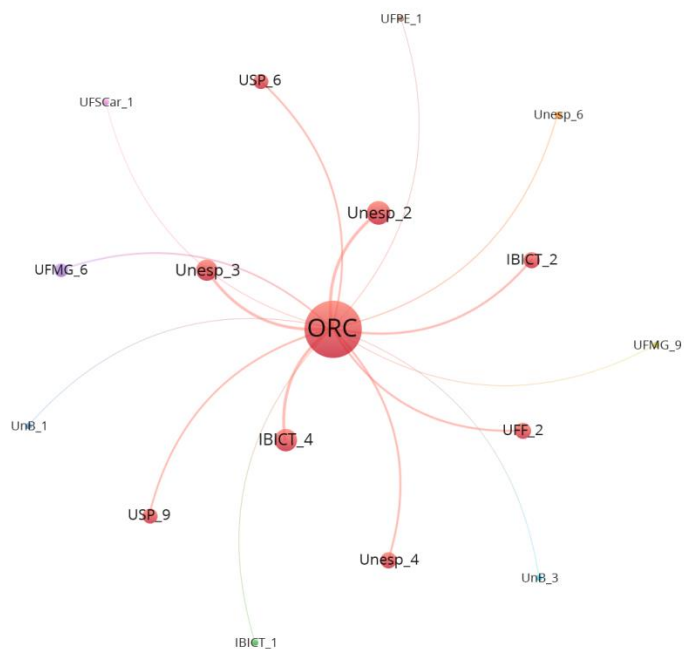 UFPE_1
USP_6
UFSCar_1
Unesp_6
Unesp_2
IBICT_2
UFMG_6
Unesp_3
ORC
UFMG_9
UnB_1
UFF_2
IBICT_4
USP_9
Unesp_4
UnB_3
IBICT_1